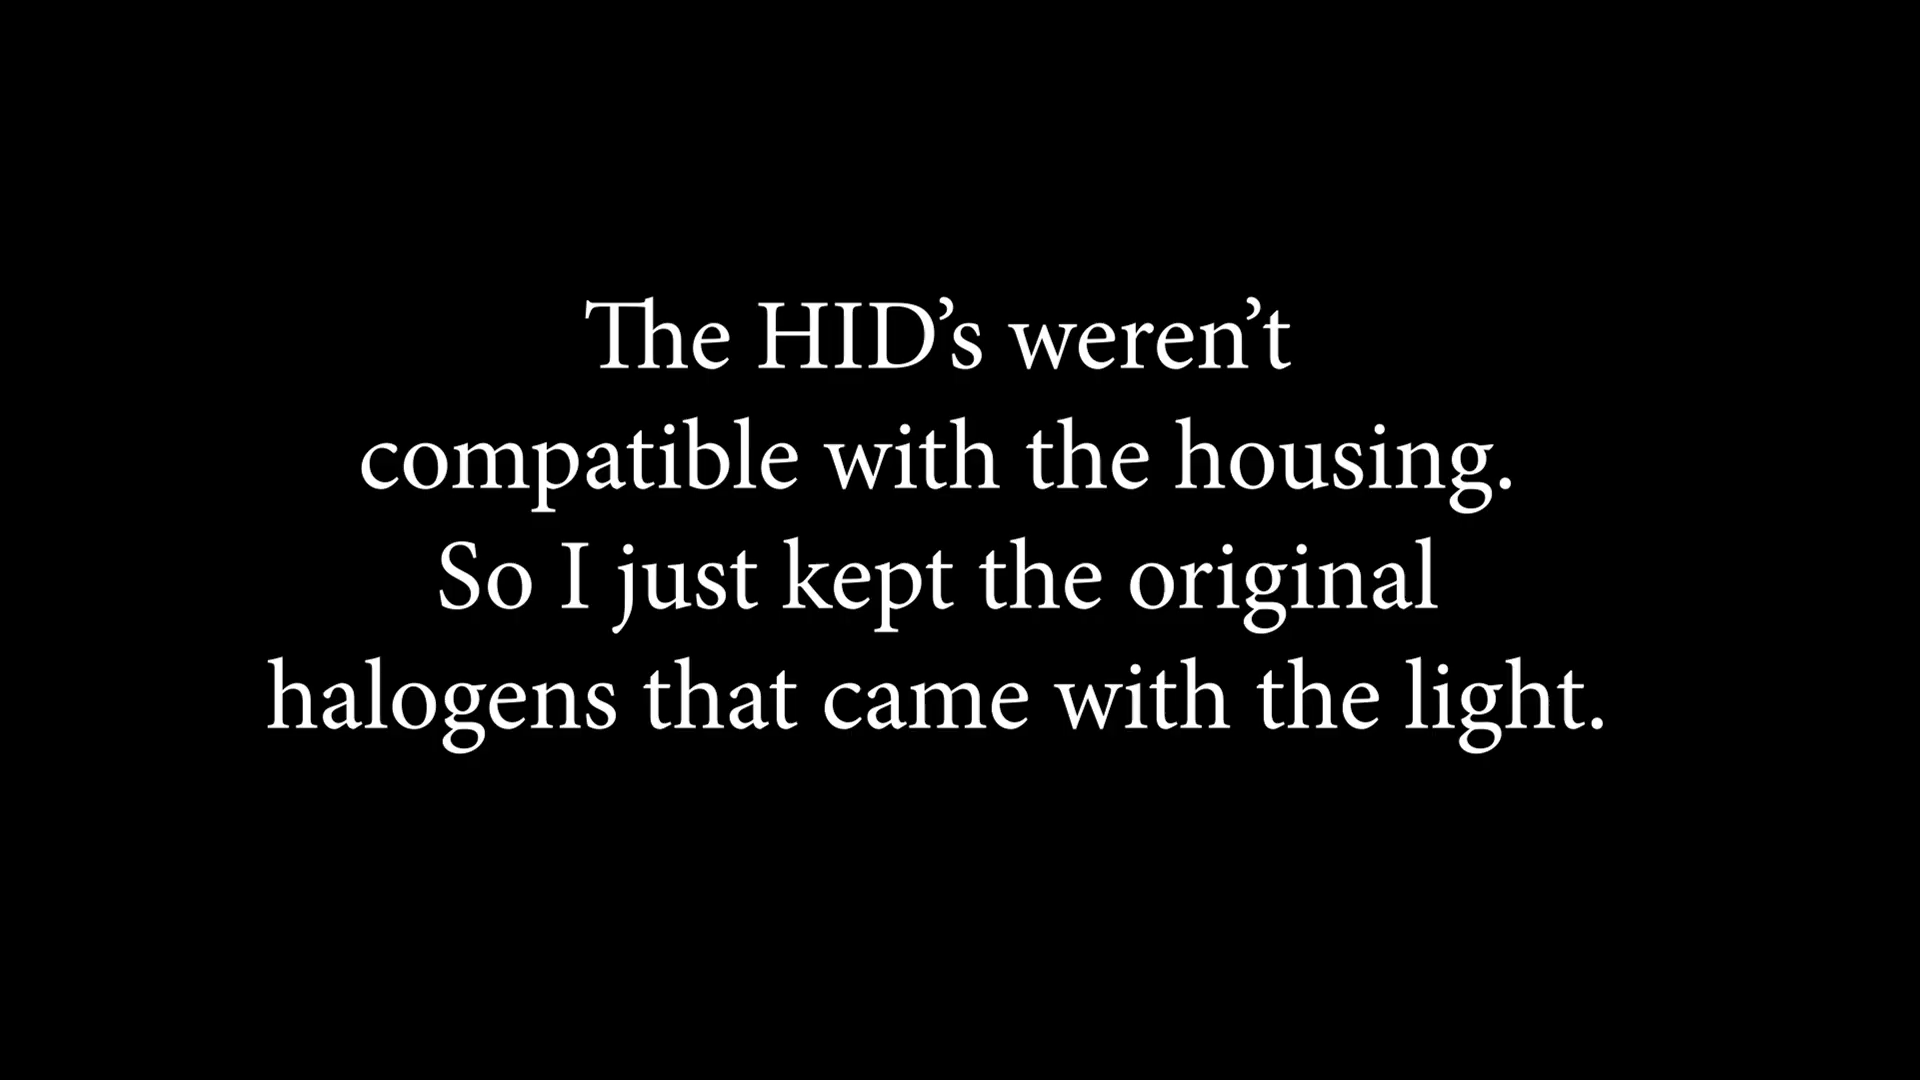 The HID’s weren’t
compatible with the housing.
So I just kept the original
halogens that came with the light.